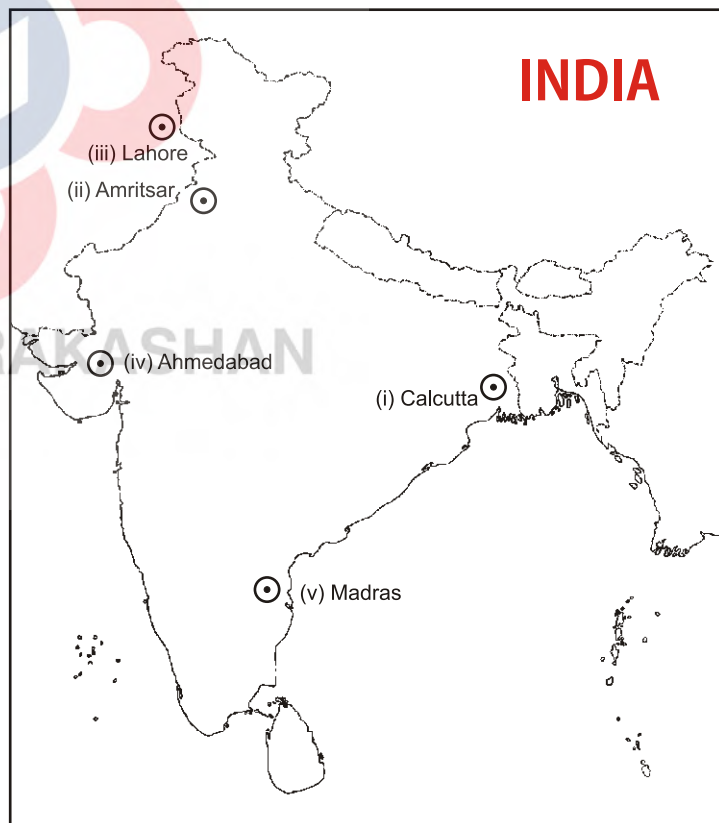 INDIA
(iii) Lahore
(ii) Amritsar
RAKASHAN
(iv) Ahmedabad
(i) Calcutta
(v) Madras